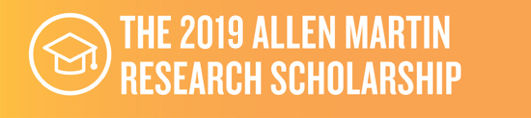 THE 2019 ALLEN MARTIN
RESEARCH SCHOLARSHIP